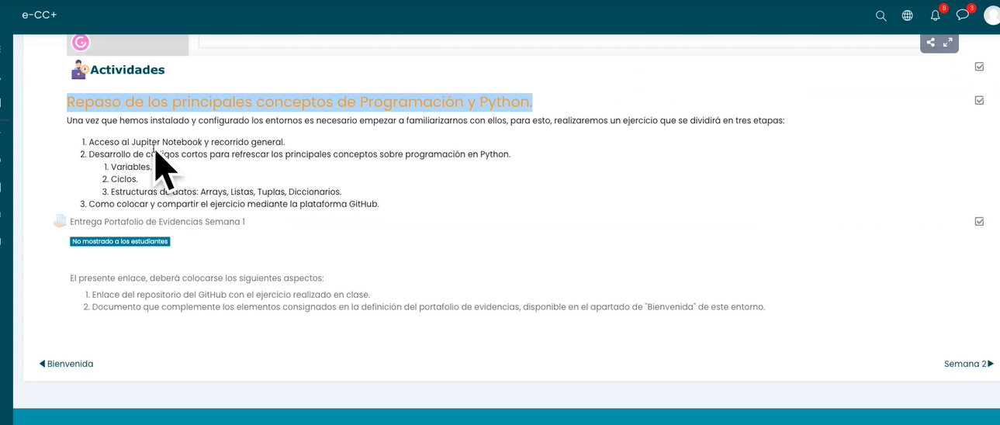 e-CC+
8
3
Actividades
Repaso de los principales conceptos de Programación y Python.
Una vez que hemos instalado y configurado los entornos es necesario empezar a familiarizarnos con ellos, para esto, realizaremos un ejercicio que se dividirá en tres etapas:
1. Acceso al Jupiter Notebook y recorrido general.
2. Desarrollo de códigos cortos para refrescar los principales conceptos sobre programación en Python.
1. Variables.
2. Ciclos.
3. Estructuras de datos: Arrays, Listas, Tuplas, Diccionarios.
3. Como colocar y compartir el ejercicio mediante la plataforma GitHub.
Entrega Portafolio de Evidencias Semana 1
No mostrado a los estudiantes
El presente enlace, deberá colocarse los siguientes aspectos:
1. Enlace del repositorio del GitHub con el ejercicio realizado en clase.
2. Documento que complemente los elementos consignados en la definición del portafolio de evidencias, disponible en el apartado de "Bienvenida" de este entorno.
Bienvenida
Semana 2